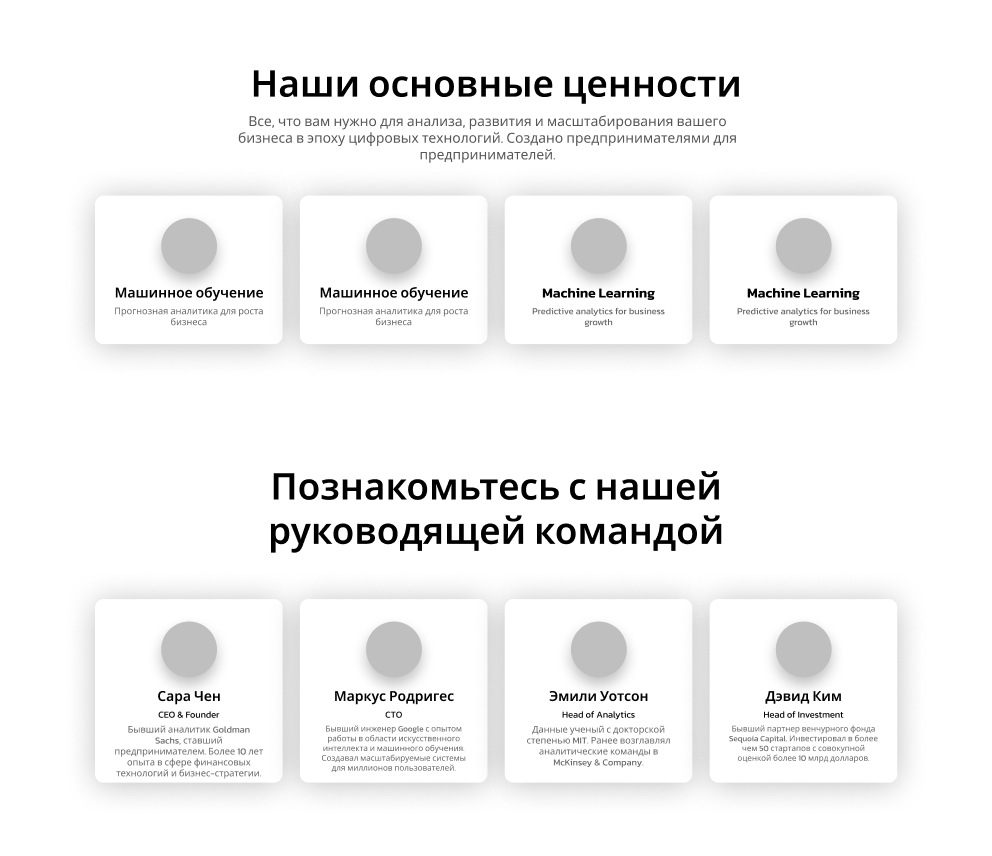 Наши основные ценности
Все, что вам нужно для анализа, развития и масштабирования вашего
бизнеса в эпоху цифровых технологий. Создано предпринимателями для
предпринимателей.
Машинное обучение
Прогнозная аналитика для роста
бизнеса
Машинное обучение
Прогнозная аналитика для роста
бизнеса
Machine Learning
Predictive analytics for business
growth
Machine Learning
Predictive analytics for business
growth
Познакомьтесь с нашей
руководящей командой
Сара Чен
CEO & Founder
Бывший аналитик Goldman
Sachs, ставший
предпринимателем. Более 10 лет
опыта в сфере финансовых
технологий и бизнес-стратегии.
Маркус Родригес
CTO
Бывший инженер Google с опытом
работы в области искусственного
интеллекта и машинного обучения.
Создавал масштабируемые системы
для миллионов пользователей.
Эмили Уотсон
Head of Analytics
Данные ученый с докторской
степенью MIT. Ранее возглавлял
аналитические команды в
McKinsey & Company.
Дэвид Ким
Head of Investment
Бывший партнер венчурного фонда
Sequoia Capital. Инвестировал в более
чем 50 стартапов с совокупной
оценкой более 10 млрд долларов.